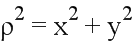 ρ² = x² + y²